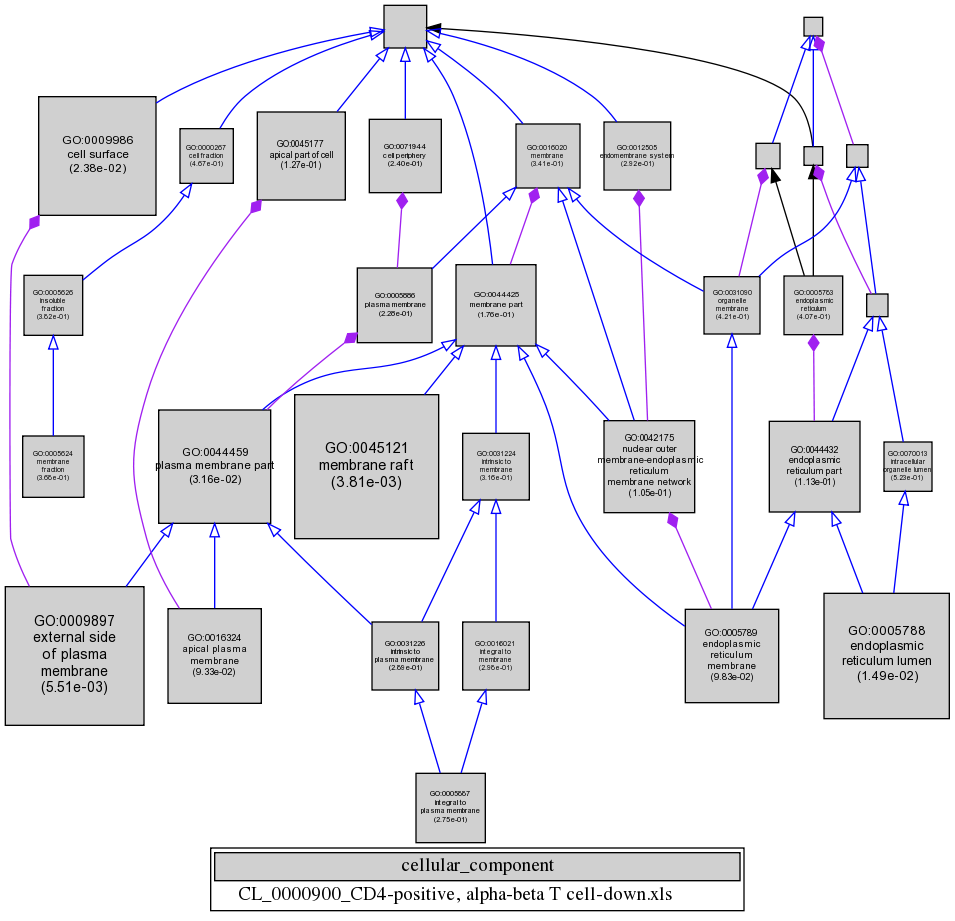 GO:0009986
cell surface
(2.38e-02)
GO:0000267
cell fraction
(4.67e-01)
GO:0045177
apical part of cell
(1.27e-01)
GO:0071944
cell periphery
(2.40e-01)
GO:0016020
membrane
(3.41e-01)
GO:0012505
endomembrane system
(2.92e-01)
GO:0005626
insoluble
fraction
(3.62e-01)
GO:0005886
plasma membrane
(2.26e-01)
GO:0044425
membrane part
(1.76e-01)
GO:0031090
organelle
membrane
(4.21e-01)
GO:0005783
endoplasmic
reticulum
(4.07e-01)
GO:0005624
membrane
fraction
(3.68e-01)
GO:0044459
plasma membrane part
(3.16e-02)
GO:0045121
membrane raft
(3.81e-03)
GO:0031224
intrinsic to
membrane
(3.16e-01)
GO:0042175
nuclear outer
membrane-endoplasmic
reticulum
membrane network
(1.05e-01)
GO:0044432
endoplasmic
reticulum part
(1.13e-01)
GO:0070013
intracellular
organelle lumen
(5.23e-01)
GO:0009897
external side
of plasma
membrane
(5.51e-03)
GO:0016324
apical plasma
membrane
(9.33e-02)
GO:0031226
intrinsic to
plasma membrane
(2.89e-01)
GO:0016021
integral to
membrane
(2.98e-01)
GO:0005789
endoplasmic
reticulum
membrane
(9.83e-02)
GO:0005788
endoplasmic
reticulum lumen
(1.49e-02)
GO:0005887
integral to
plasma membrane
(2.75e-01)
cellular_component
CL_0000900_CD4-positive, alpha-beta T cell-down.xls